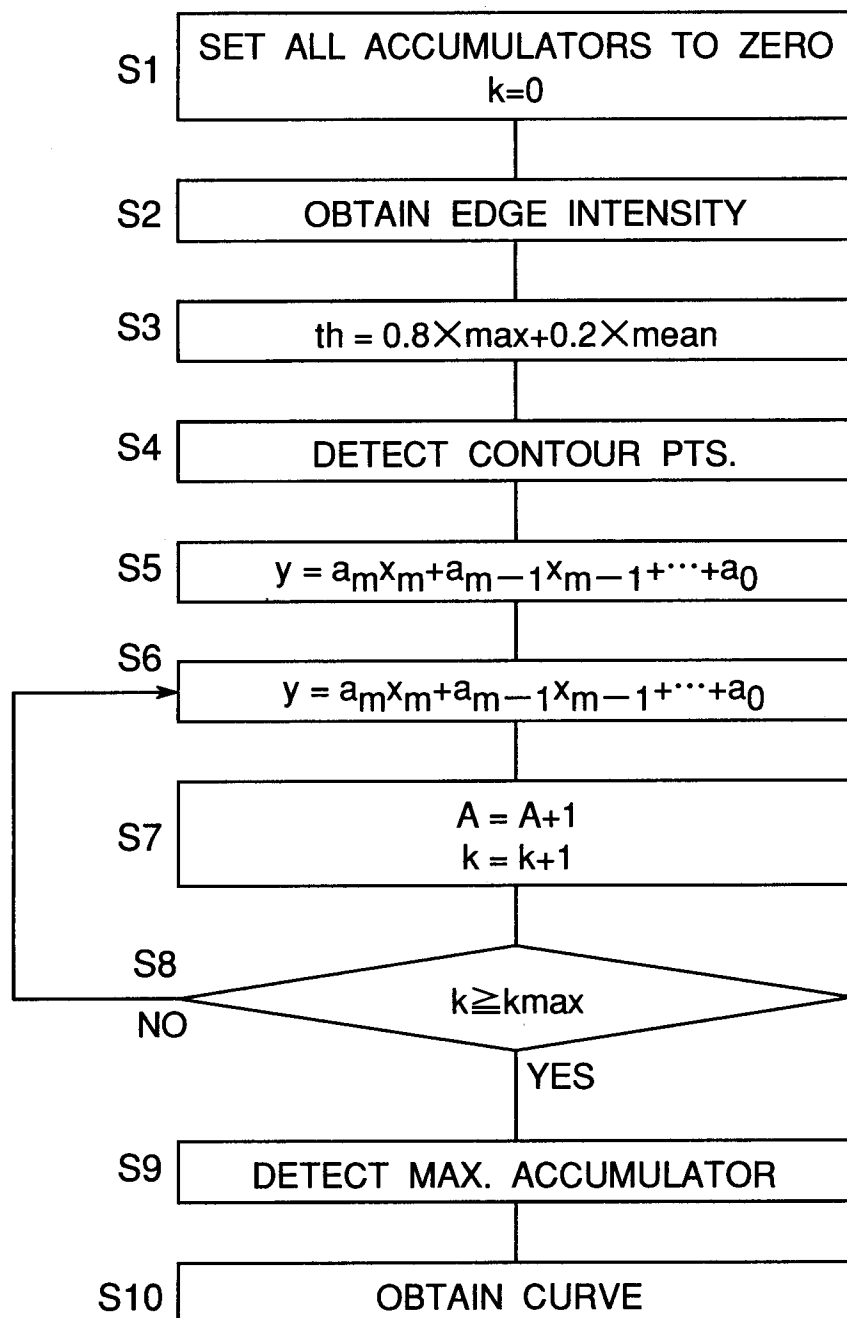 S1
SET ALL ACCUMULATORS TO ZERO
k=0
S2
OBTAIN EDGE INTENSITY
S3
th = 0.8×max+0.2×mean
S4
DETECT CONTOUR PTS.
S5
y = amxm+am−1xm−1+⋯+a0
S6
y = amxm+am−1xm−1+⋯+a0
S7
A = A+1
k = k+1
S8
k≧kmax
NO
YES
S9
DETECT MAX. ACCUMULATOR
S10
OBTAIN CURVE